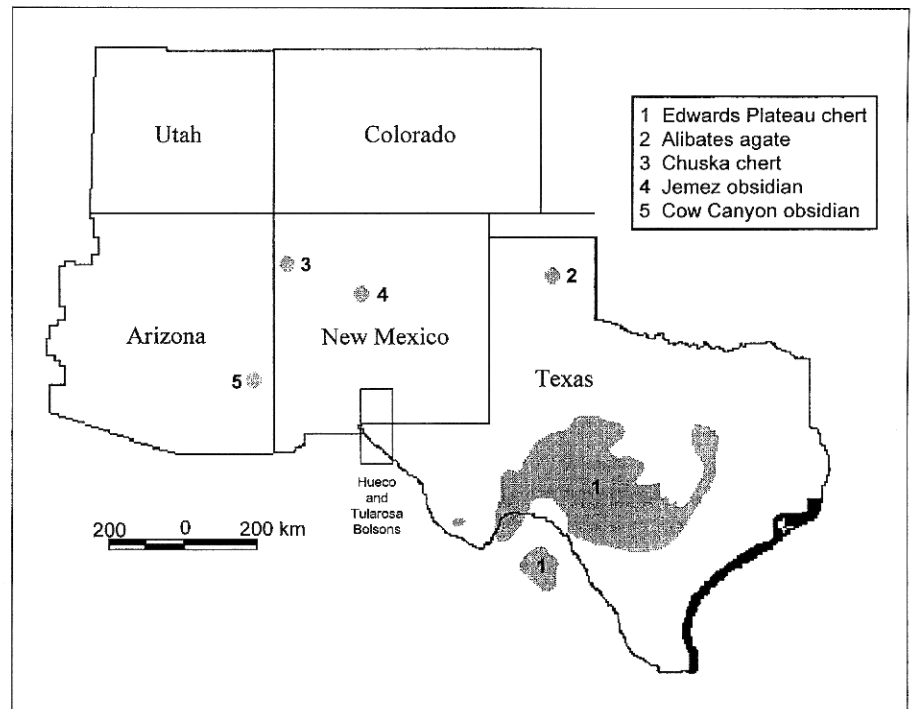 Utah
Colorado
1 Edwards Plateau chert
2 Alibates agate
3 Chuska chert
4 Jemez obsidian
5 Cow Canyon obsidian
3
4
2
Arizona
New Mexico
5
Texas
1
Hueco
and
Tularosa
Bolsons
200 0 200 km
1